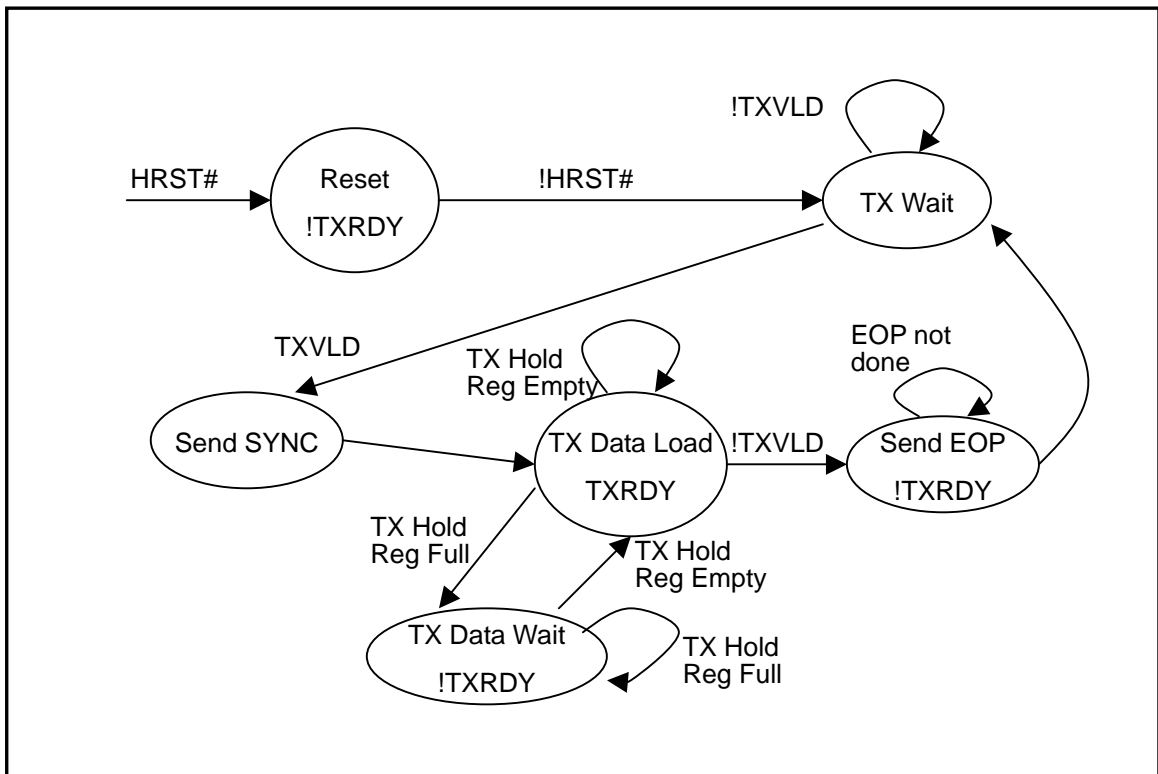 !TXVLD
HRST#
Reset
!TXRDY
!HRST#
TX Wait
TXVLD
TX Hold
Reg Empty
EOP not
done
Send SYNC
TX Data Load
TXRDY
!TXVLD
Send EOP
!TXRDY
TX Hold
Reg Full
TX Hold
Reg Empty
TX Data Wait
!TXRDY
TX Hold
Reg Full